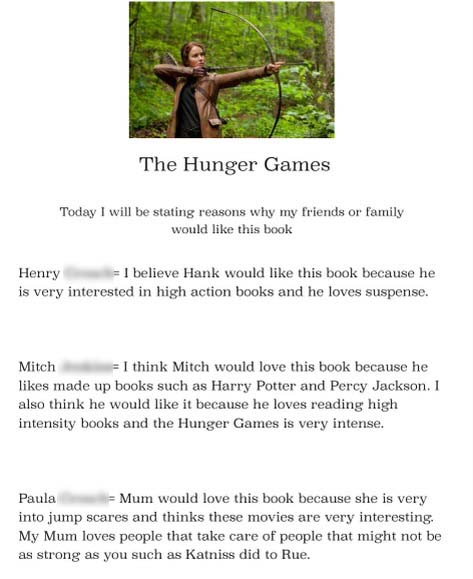 The Hunger Games
Today I will be stating reasons why my friends or family
would like this book
Henry = I believe Hank would like this book because he
is very interested in high action books and he loves suspense.
Mitch = I think Mitch would love this book because he
likes made up books such as Harry Potter and Percy Jackson. I
also think he would like it because he loves reading high
intensity books and the Hunger Games is very intense.
Paula = Mum would love this book because she is very
into jump scares and thinks these movies are very interesting.
My Mum loves people that take care of people that might not be
as strong as you such as Katniss did to Rue.